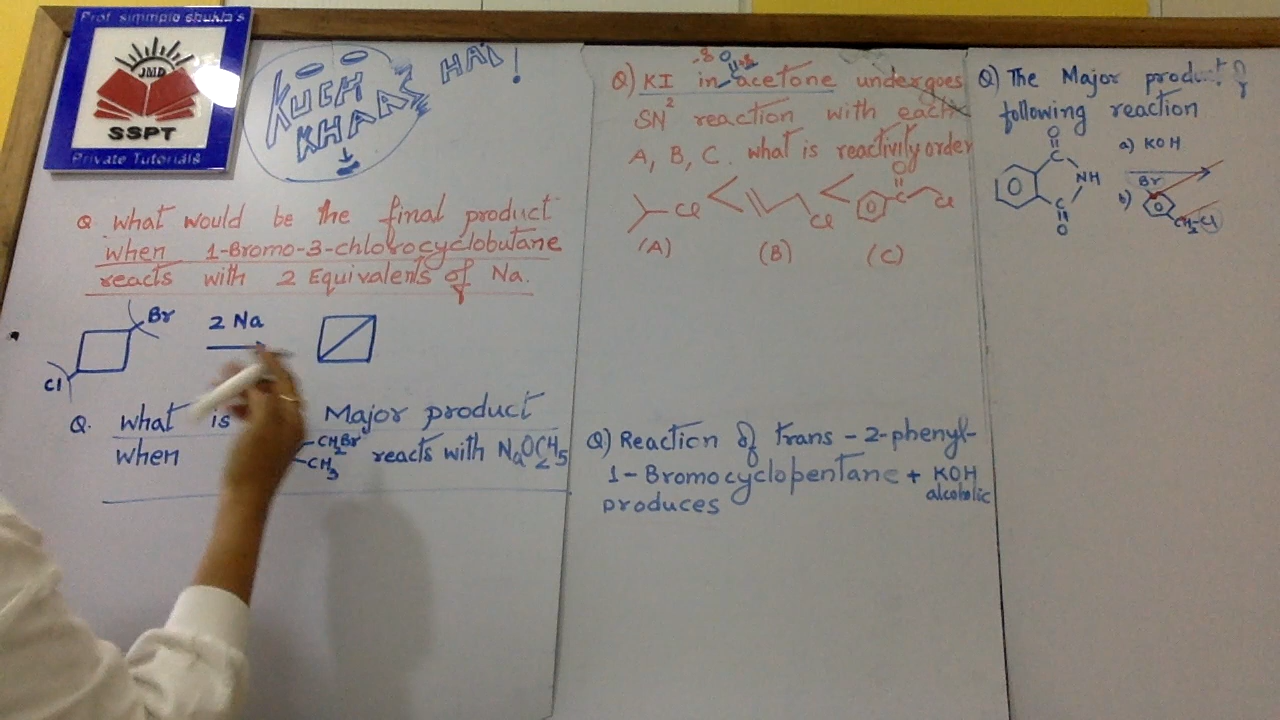 Prof. simmple shukla's
JMD
SSPT
Private Tutorials
KUCH
KHAAS HAI!
Q. What would be the final product
when 1-Bromo-3-chlorocyclobutane
reacts with 2 Equivalents of Na.
Br
2 Na
Cl
Q. What is Major product
when CH2Br reacts with NaOC2H5
CH3
Q) KI in acetone undergoes
SN2 reaction with each
A, B, C. What is reactivity order
Cl < Cl < O Cl
(A) (B) (C)
Q) Reaction of trans - 2-phenyl-
1- Bromocyclopentane + KOH
alcoholic
produces
Q) The Major product of
following reaction
O
C
NH
C
O
a) KOH
b) Br
CH2-Cl